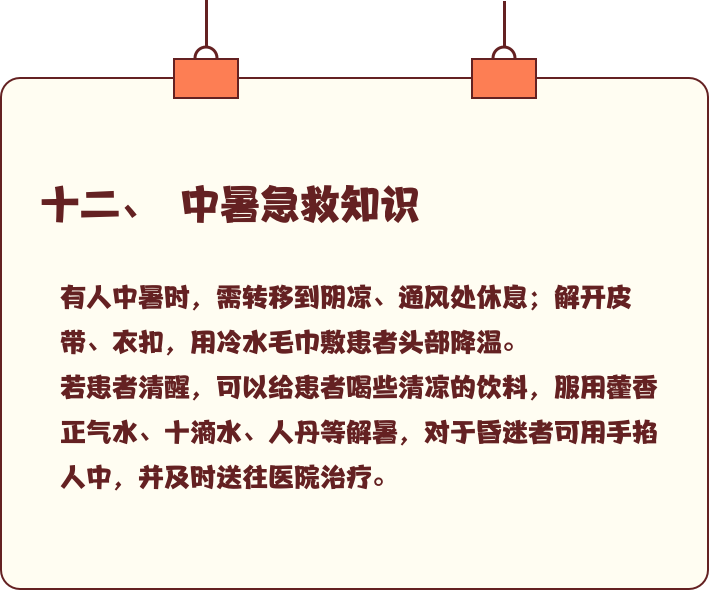 十二、 中暑急救知识
有人中暑时，需转移到阴凉、通风处休息；解开皮
带、衣扣，用冷水毛巾敷患者头部降温。
若患者清醒，可以给患者喝些清凉的饮料，服用藿香
正气水、十滴水、人丹等解暑，对于昏迷者可用手掐
人中，并及时送往医院治疗。